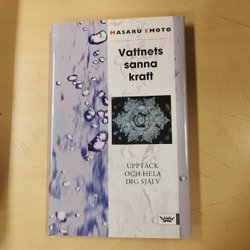 MASARU EMOTO
Vattnets
sanna
kraft
UPPTÄCK
OCH HELA
DIG SJÄLV